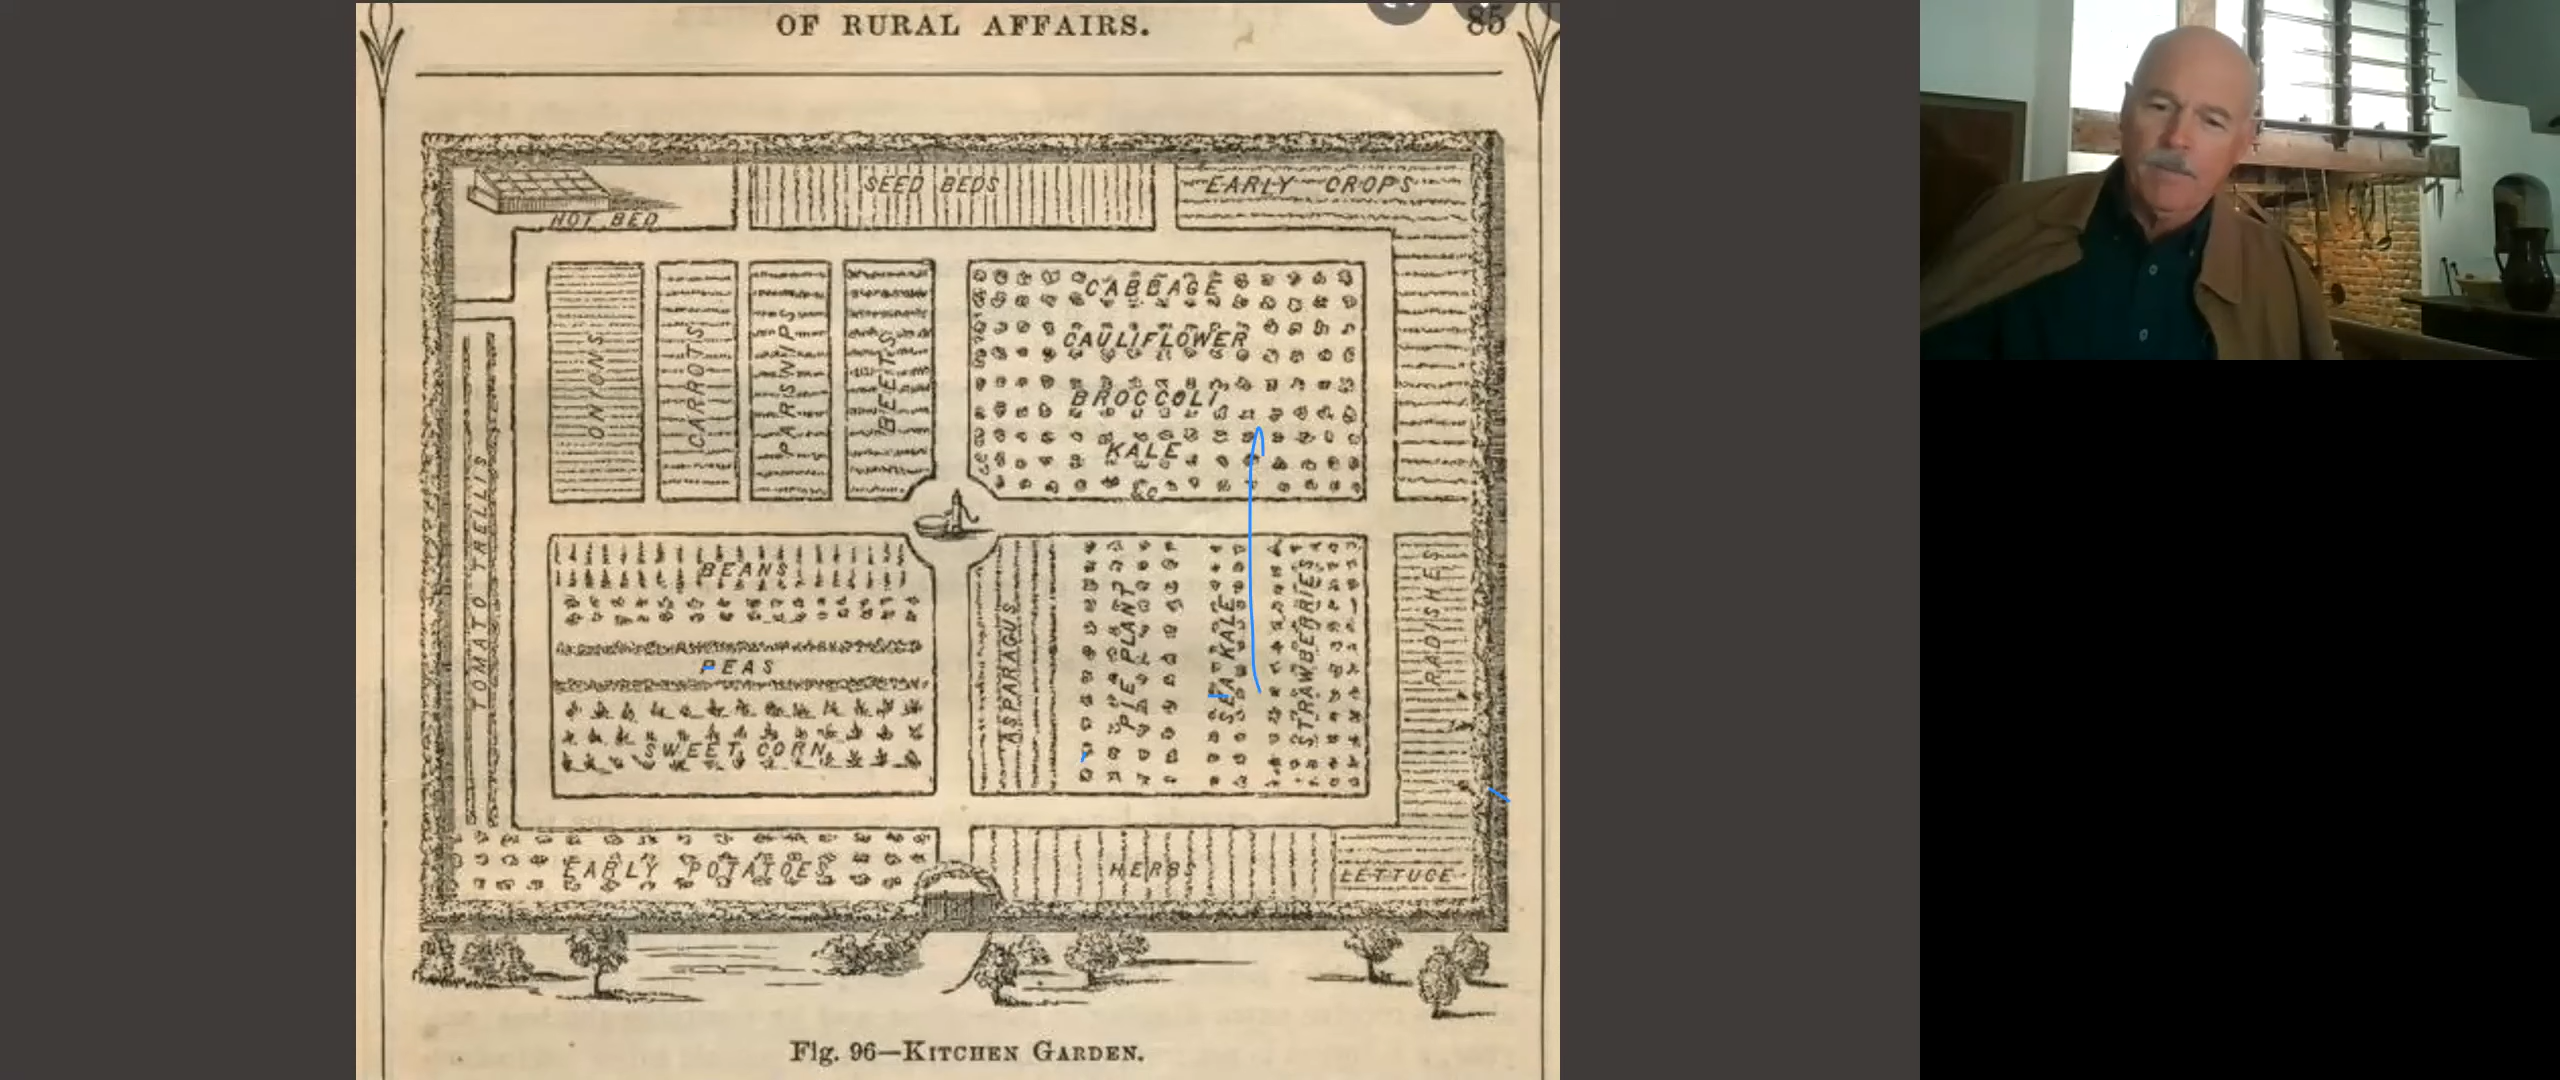 OF RURAL AFFAIRS.
85
HOT BED
SEED BEDS
EARLY CROPS
ONIONS
CARROTS
PARSNIPS
BEETS
CABBAGE
CAULIFLOWER
BROCCOLI
KALE
&c
TOMATO TRELLIS
BEANS
PEAS
SWEET CORN
ASPARAGUS
PIE PLANT
SEA KALE
STRAWBERRIES
RADISHES
EARLY POTATOES
HERBS
LETTUCE
Fig. 96—KITCHEN GARDEN.